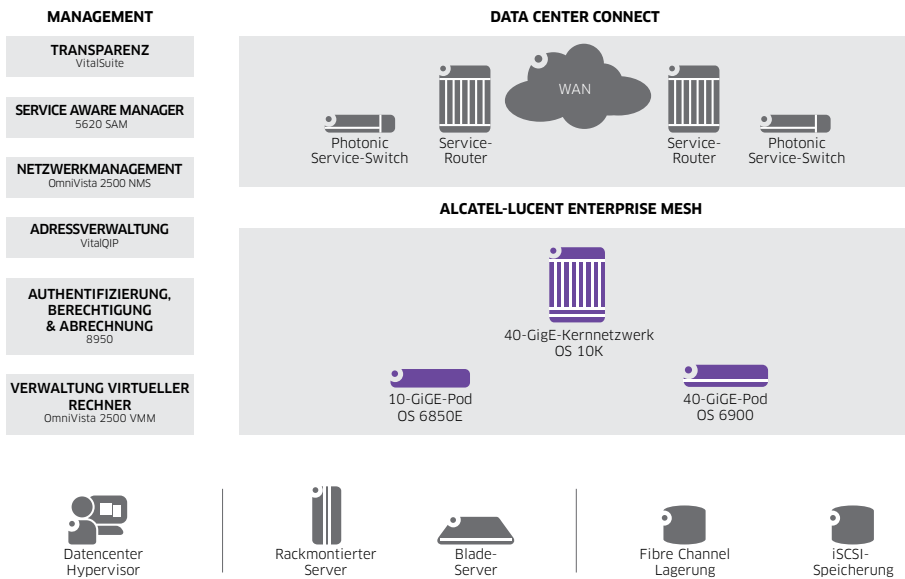 MANAGEMENT
TRANSPARENZ
VitalSuite
SERVICE AWARE MANAGER
5620 SAM
NETZWERKMANAGEMENT
OmniVista 2500 NMS
ADRESSVERWALTUNG
VitalQIP
AUTHENTIFIZIERUNG,
BERECHTIGUNG
& ABRECHNUNG
8950
VERWALTUNG VIRTUELLER
RECHNER
OmniVista 2500 VMM
DATA CENTER CONNECT
WAN
Photonic
Service-Switch
Service-
Router
Service-
Router
Photonic
Service-Switch
ALCATEL-LUCENT ENTERPRISE MESH
40-GigE-Kernnetzwerk
OS 10K
10-GiGE-Pod
OS 6850E
40-GiGE-Pod
OS 6900
Datencenter
Hypervisor
Rackmontierter
Server
Blade-
Server
Fibre Channel
Lagerung
iSCSI-
Speicherung